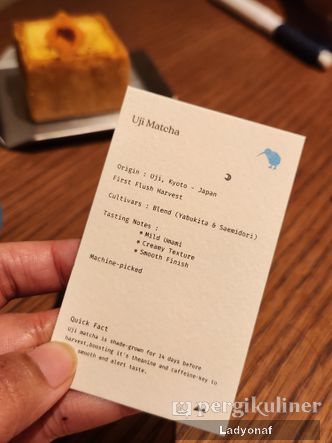 Uji Matcha
Origin : Uji, Kyoto - Japan
First Flush Harvest
Cultivars : Blend (Yabukita & Saemidori)
Tasting Notes :
* Mild Umami
* Creamy Texture
* Smooth Finish
Machine-picked
Quick Fact
Uji matcha is shade-grown for 14 days before
harvest,boosting it's theanine and caffeine-key to
smooth and alert taste.
pergikuliner
Ladyonaf